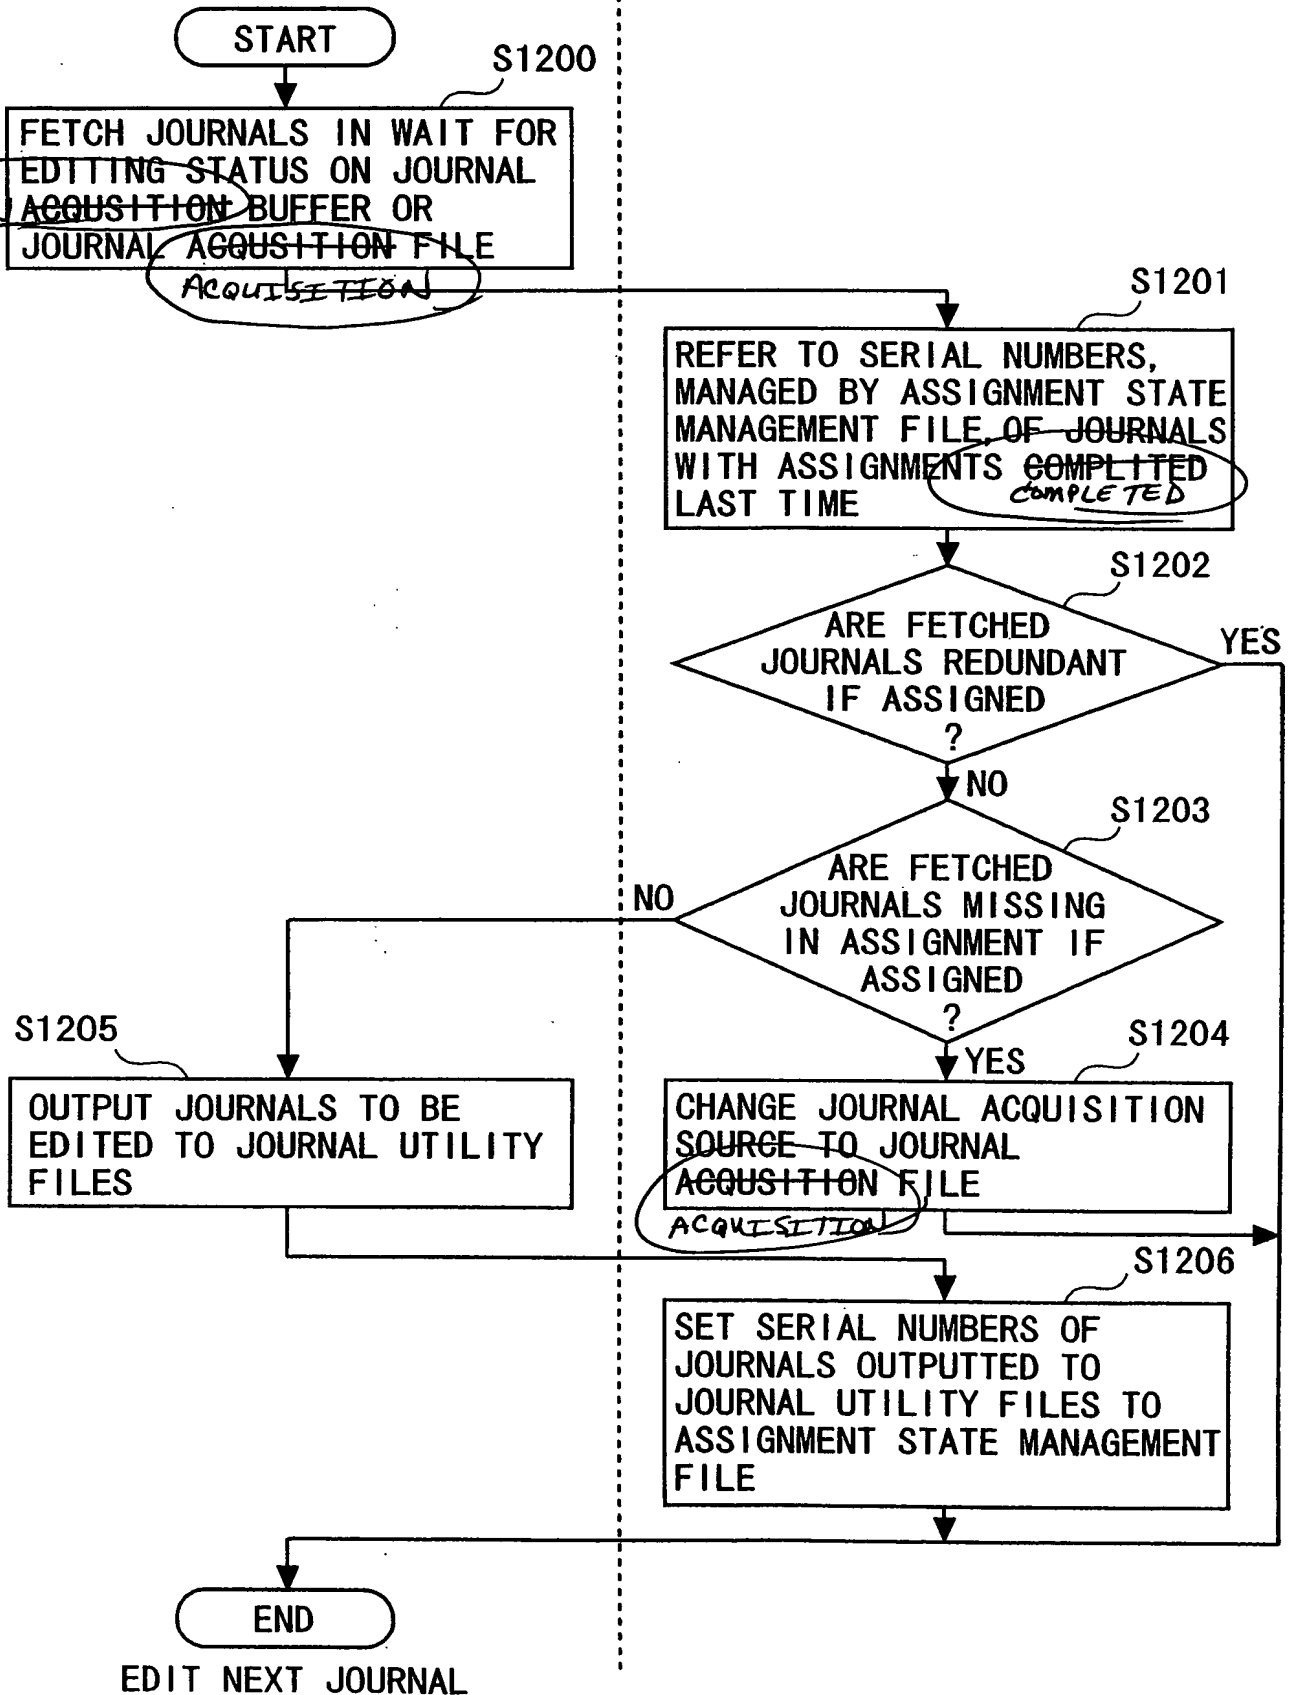 START
S1200
FETCH JOURNALS IN WAIT FOR
EDITING STATUS ON JOURNAL
ACQUSITION BUFFER OR
JOURNAL ACQUSITION FILE
ACQUISITION
S1201
REFER TO SERIAL NUMBERS,
MANAGED BY ASSIGNMENT STATE
MANAGEMENT FILE, OF JOURNALS
WITH ASSIGNMENTS COMPLITED
COMPLETED
LAST TIME
S1202
ARE FETCHED
JOURNALS REDUNDANT
IF ASSIGNED
?
YES
NO
S1203
ARE FETCHED
JOURNALS MISSING
IN ASSIGNMENT IF
ASSIGNED
?
NO
YES
S1205
OUTPUT JOURNALS TO BE
EDITED TO JOURNAL UTILITY
FILES
S1204
CHANGE JOURNAL ACQUISITION
SOURCE TO JOURNAL
ACQUSITION FILE
ACQUISITION
S1206
SET SERIAL NUMBERS OF
JOURNALS OUTPUTTED TO
JOURNAL UTILITY FILES TO
ASSIGNMENT STATE MANAGEMENT
FILE
END
EDIT NEXT JOURNAL